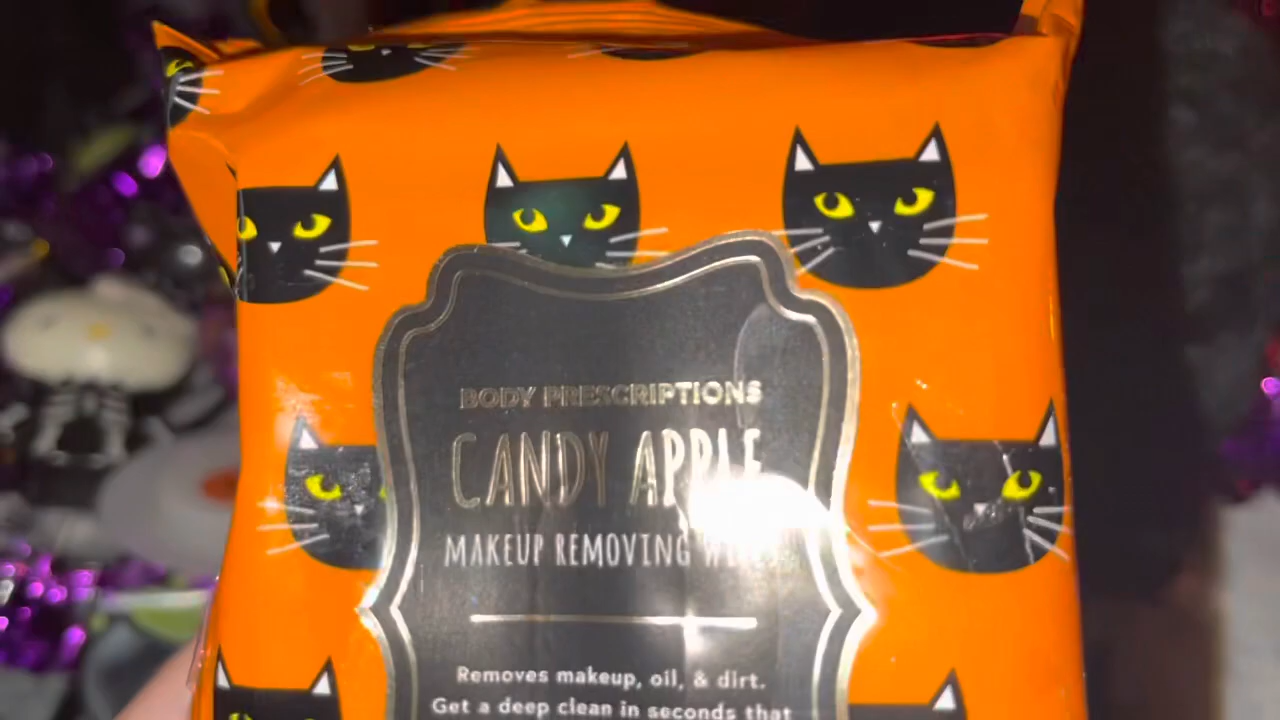 BODY PRESCRIPTIONS
CANDY APPLE
MAKEUP REMOVING
Removes makeup, oil, & dirt.
Get a deep clean in seconds that